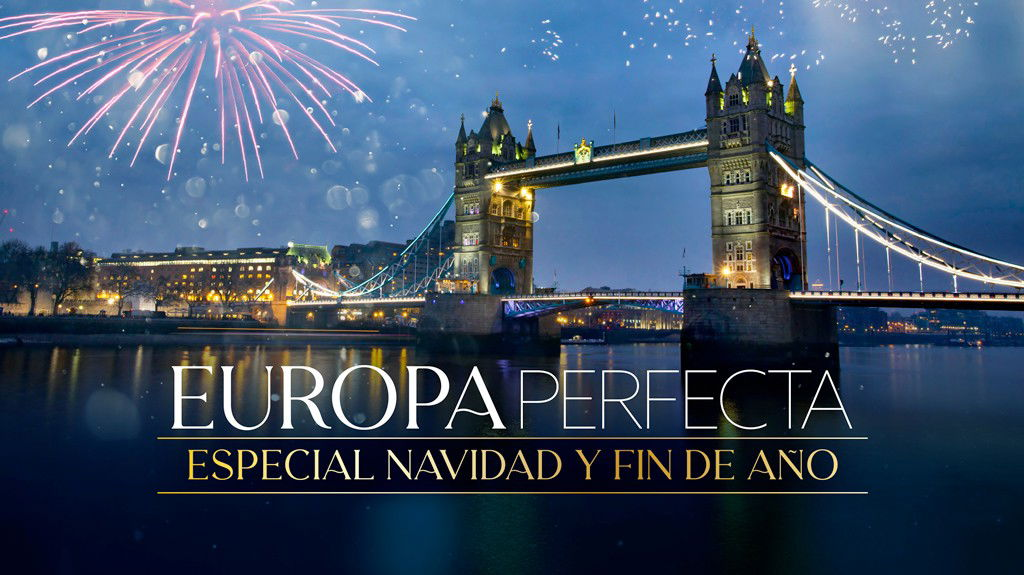 EUROPA PERFECTA
ESPECIAL NAVIDAD Y FIN DE AÑO